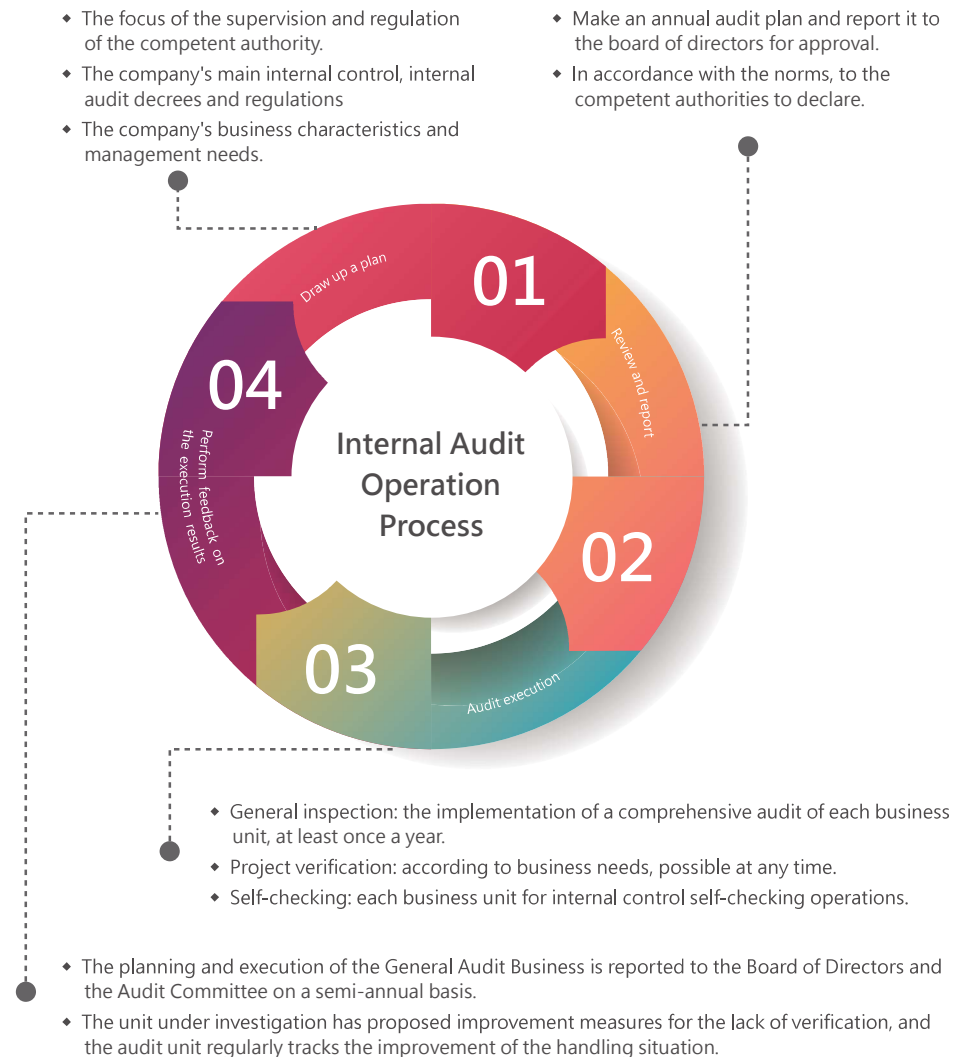 ◆ The focus of the supervision and regulation
of the competent authority.
◆ The company's main internal control, internal
audit decrees and regulations
◆ The company's business characteristics and
management needs.
◆ Make an annual audit plan and report it to
the board of directors for approval.
◆ In accordance with the norms, to the
competent authorities to declare.
Draw up a plan
01
Review and report
04
Internal Audit
Operation
Process
Perform feedback on
the execution results
02
03
Audit execution
◆ General inspection: the implementation of a comprehensive audit of each business
unit, at least once a year.
◆ Project verification: according to business needs, possible at any time.
◆ Self-checking: each business unit for internal control self-checking operations.
◆ The planning and execution of the General Audit Business is reported to the Board of Directors and
the Audit Committee on a semi-annual basis.
◆ The unit under investigation has proposed improvement measures for the lack of verification, and
the audit unit regularly tracks the improvement of the handling situation.